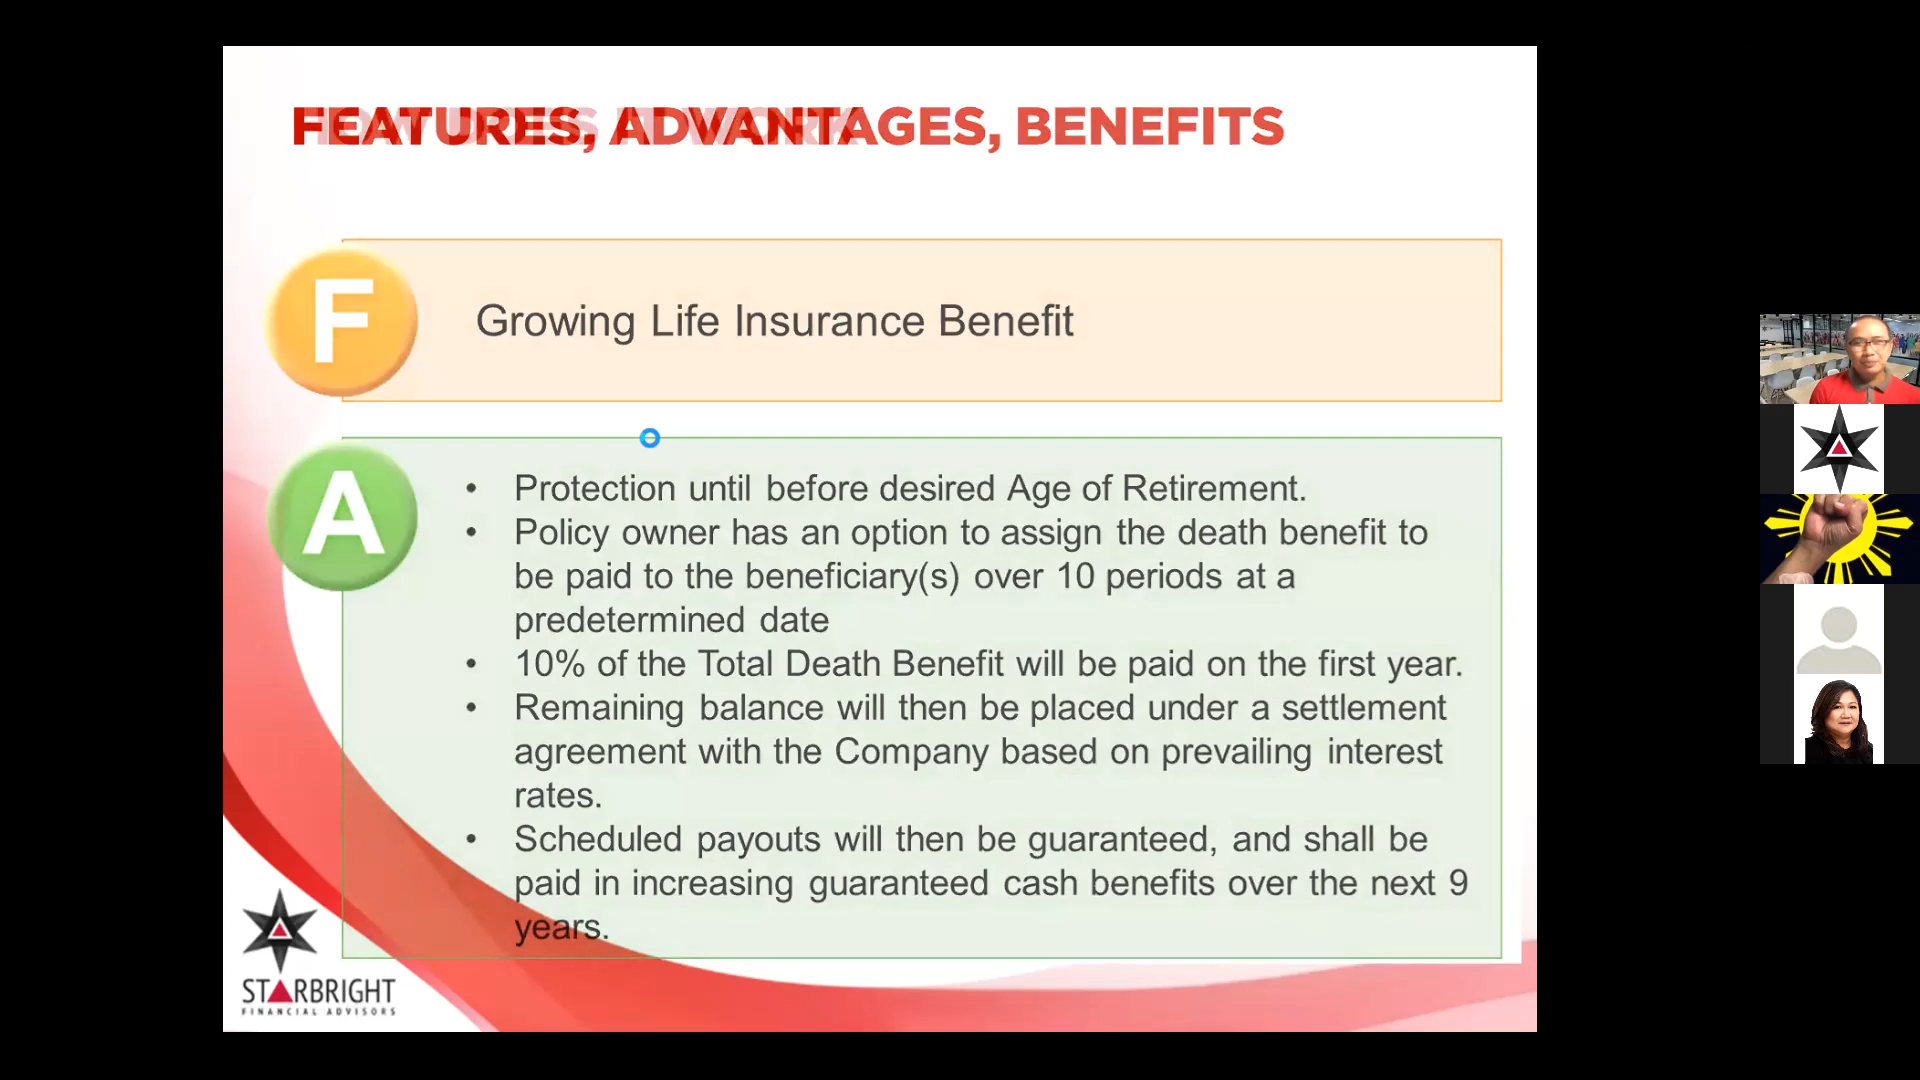 FEATURES, ADVANTAGES, BENEFITS
F
Growing Life Insurance Benefit
A
• Protection until before desired Age of Retirement.
• Policy owner has an option to assign the death benefit to
be paid to the beneficiary(s) over 10 periods at a
predetermined date
• 10% of the Total Death Benefit will be paid on the first year.
• Remaining balance will then be placed under a settlement
agreement with the Company based on prevailing interest
rates.
• Scheduled payouts will then be guaranteed, and shall be
paid in increasing guaranteed cash benefits over the next 9
years.
STARBRIGHT
FINANCIAL ADVISORS